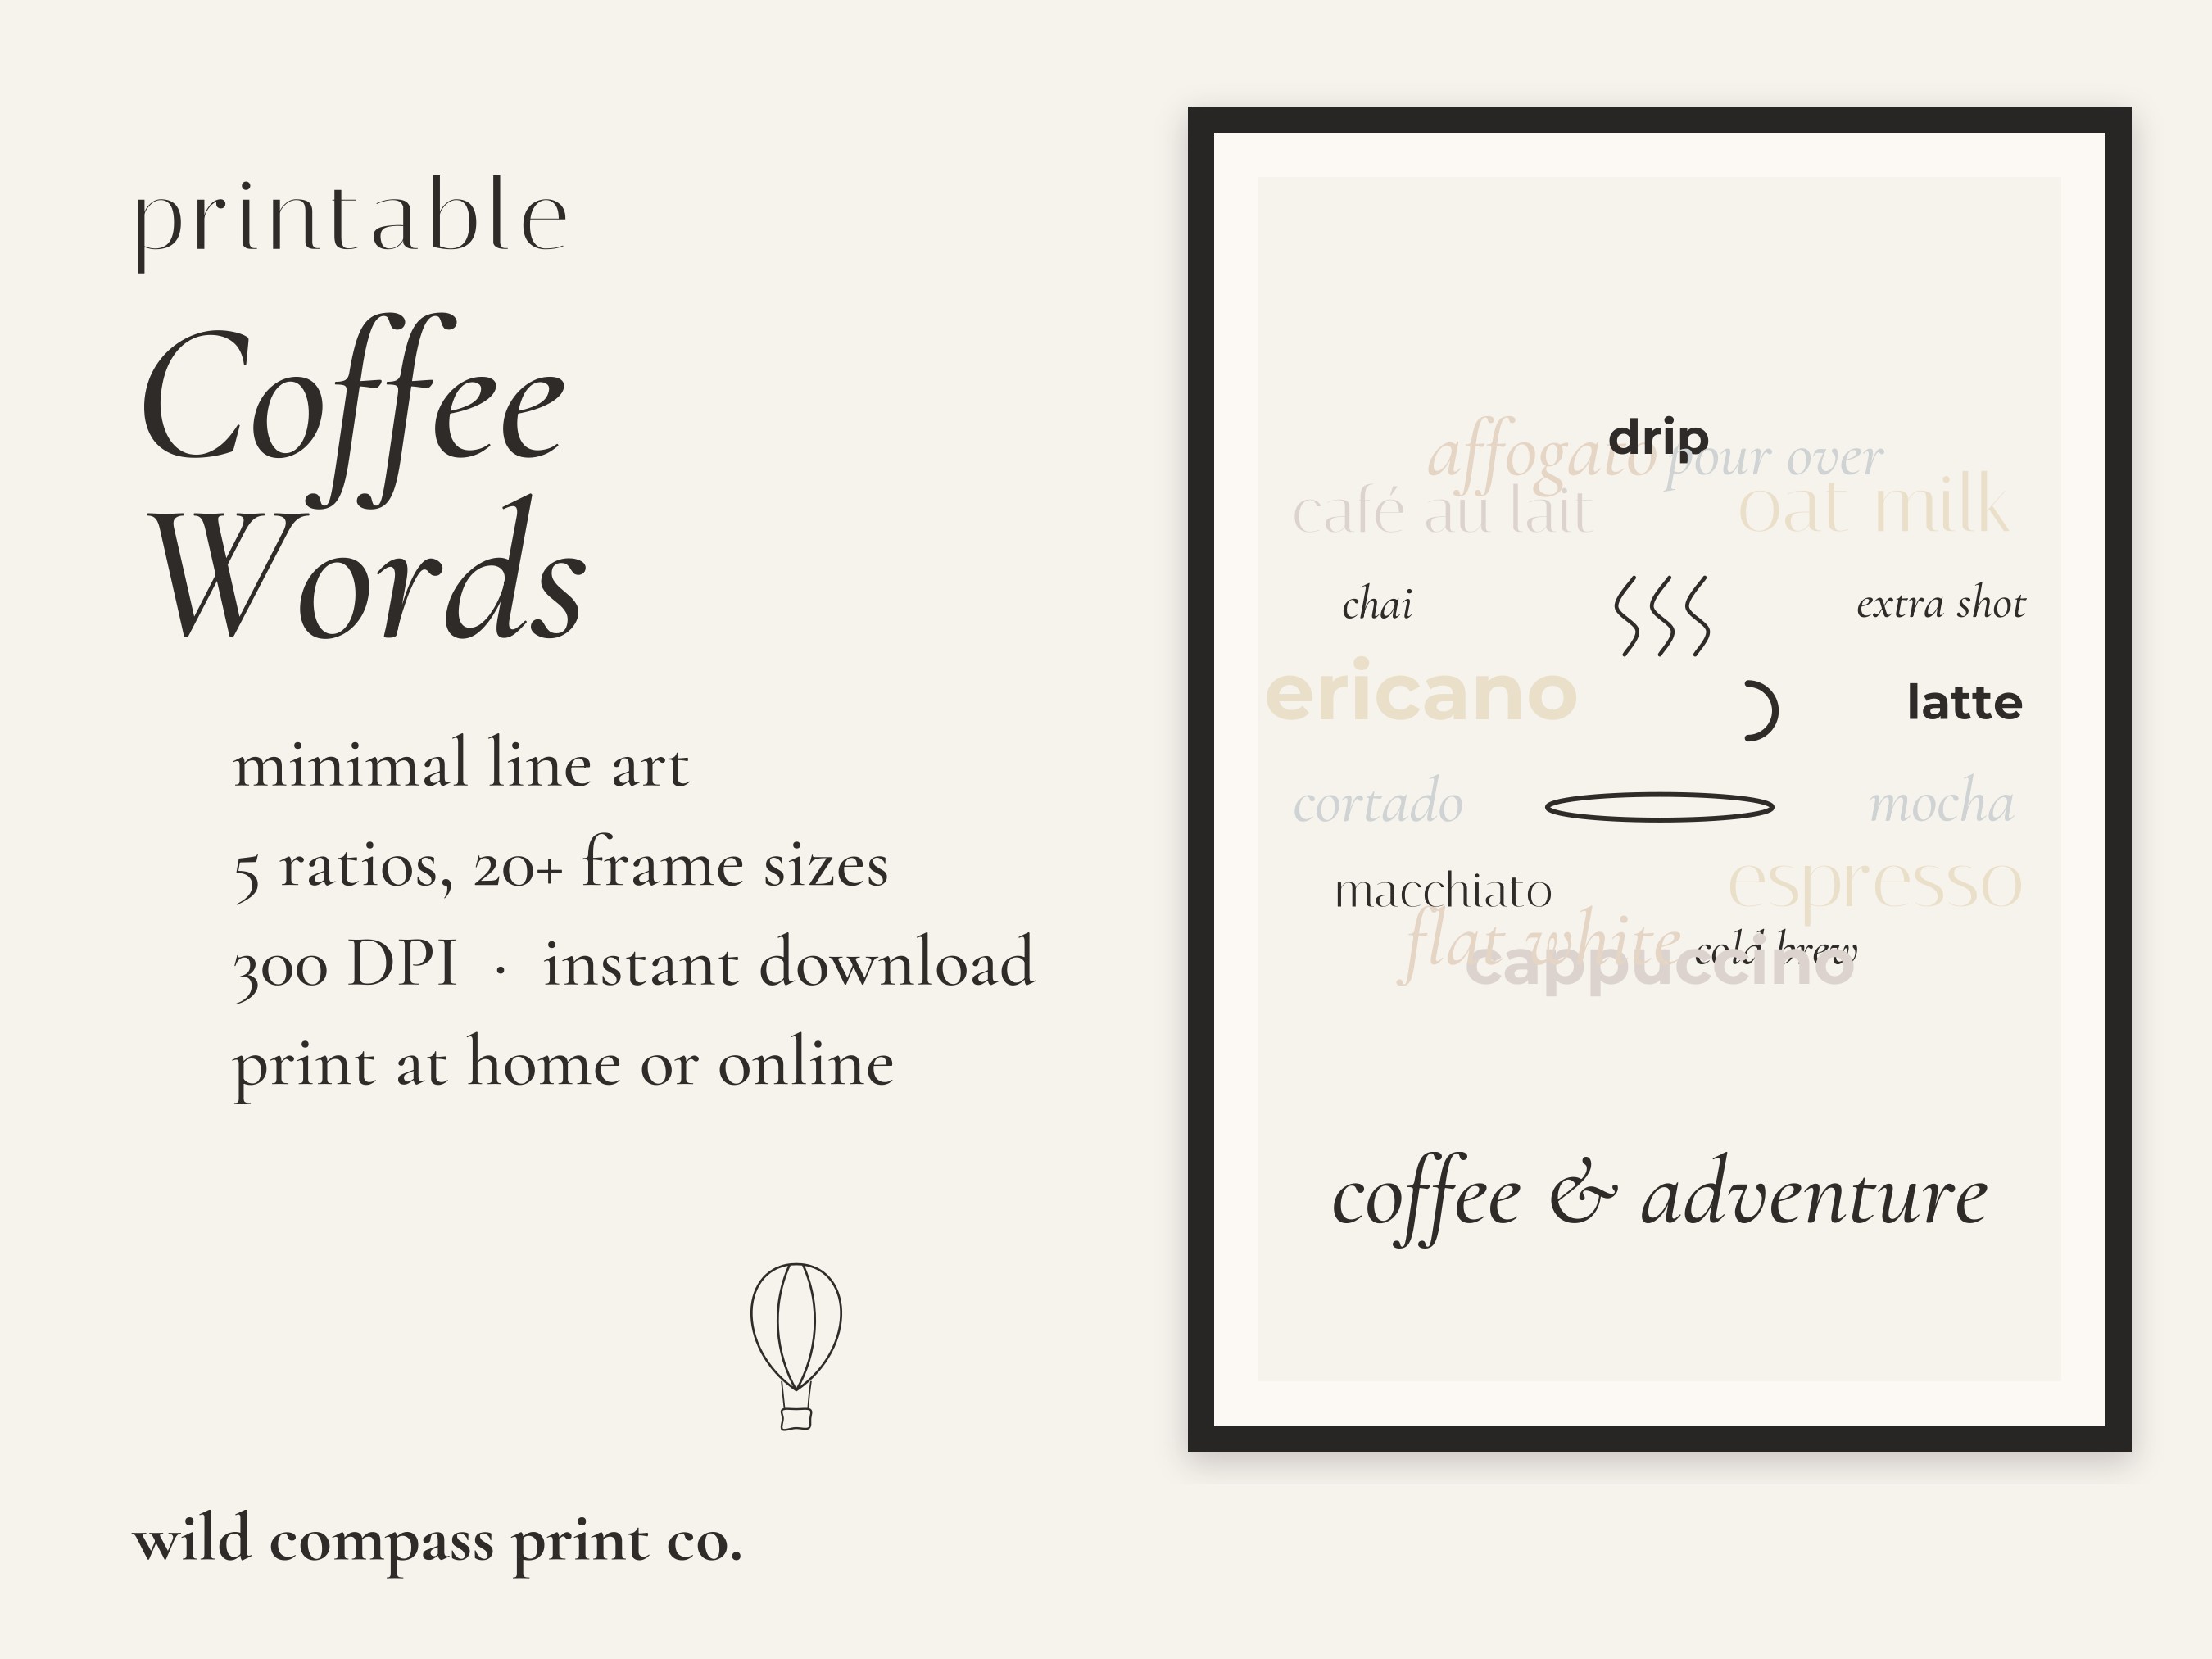 printable
Coffee
Words
minimal line art
5 ratios, 20+ frame sizes
300 DPI · instant download
print at home or online
wild compass print co.
drip
affogato pour over
café au lait oat milk
chai extra shot
ericano latte
cortado mocha
macchiato espresso
flat white cold brew
cappuccino
coffee & adventure